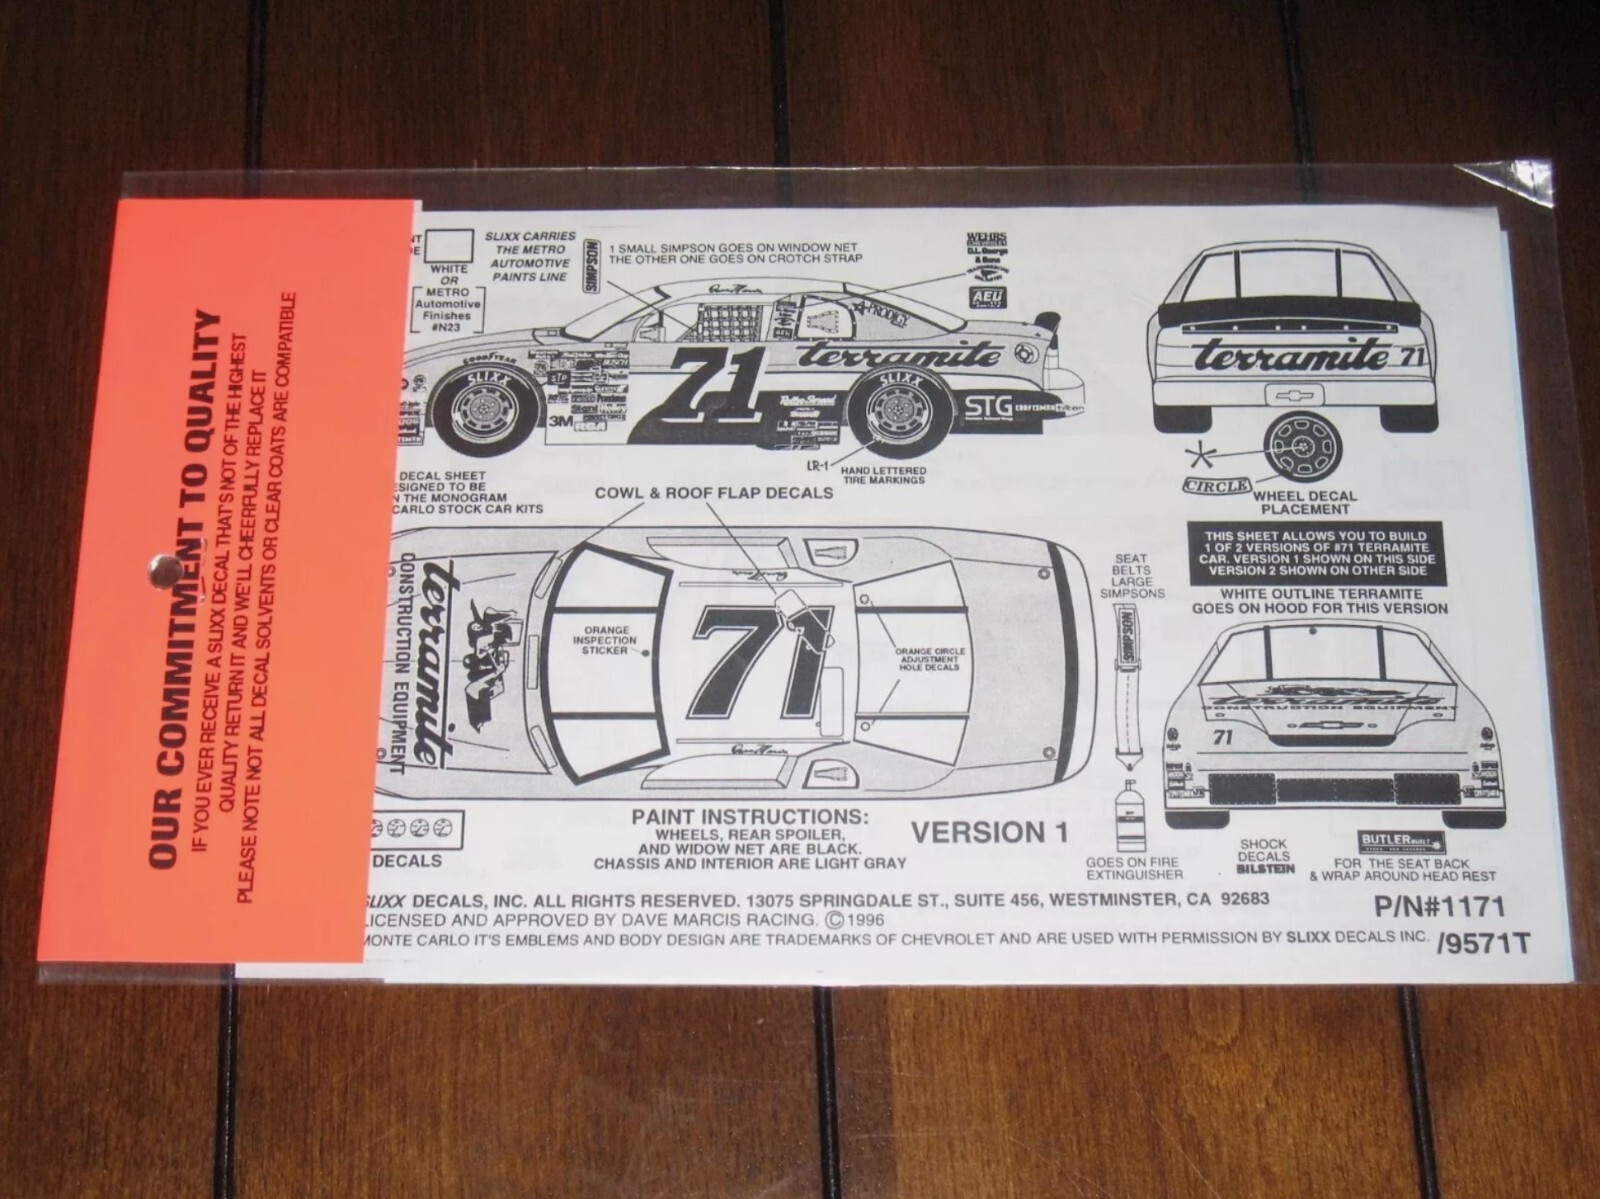 OUR COMMITMENT TO QUALITY
IF YOU EVER RECEIVE A SLIXX DECAL THAT'S NOT OF THE HIGHEST
QUALITY RETURN IT AND WE'LL CHEERFULLY REPLACE IT
PLEASE NOTE NOT ALL DECAL SOLVENTS OR CLEAR COATS ARE COMPATIBLE
WHITE
OR
METRO
Automotive
Finishes
#N23
SLIXX CARRIES
THE METRO
AUTOMOTIVE
PAINTS LINE
SIMPSON
1 SMALL SIMPSON GOES ON WINDOW NET
THE OTHER ONE GOES ON CROTCH STRAP
WEHRS
D.L. George
& Sons
AEU
PRODIGY
GOODYEAR
SLIXX
71
terramite
SLIXX
3M
RCA
STG
CRAFTSMAN
LR-1
HAND LETTERED
TIRE MARKINGS
terramite 71
CIRCLE
WHEEL DECAL
PLACEMENT
DECAL SHEET
ESIGNED TO BE
N THE MONOGRAM
CARLO STOCK CAR KITS
COWL & ROOF FLAP DECALS
terramite
CONSTRUCTION EQUIPMENT
ORANGE
INSPECTION
STICKER
71
ORANGE CIRCLE
ADJUSTMENT
HOLE DECALS
SEAT
BELTS
LARGE
SIMPSONS
SIMPSON
THIS SHEET ALLOWS YOU TO BUILD
1 OF 2 VERSIONS OF #71 TERRAMITE
CAR. VERSION 1 SHOWN ON THIS SIDE
VERSION 2 SHOWN ON OTHER SIDE
WHITE OUTLINE TERRAMITE
GOES ON HOOD FOR THIS VERSION
terramite
CONSTRUCTION EQUIPMENT
71
DECALS
PAINT INSTRUCTIONS:
WHEELS, REAR SPOILER,
AND WIDOW NET ARE BLACK.
CHASSIS AND INTERIOR ARE LIGHT GRAY
VERSION 1
GOES ON FIRE
EXTINGUISHER
SHOCK
DECALS
BILSTEIN
BUTLER BUILT
FOR THE SEAT BACK
& WRAP AROUND HEAD REST
SLIXX DECALS, INC. ALL RIGHTS RESERVED. 13075 SPRINGDALE ST., SUITE 456, WESTMINSTER, CA 92683
LICENSED AND APPROVED BY DAVE MARCIS RACING. ©1996
MONTE CARLO IT'S EMBLEMS AND BODY DESIGN ARE TRADEMARKS OF CHEVROLET AND ARE USED WITH PERMISSION BY SLIXX DECALS INC.
P/N#1171
/9571T